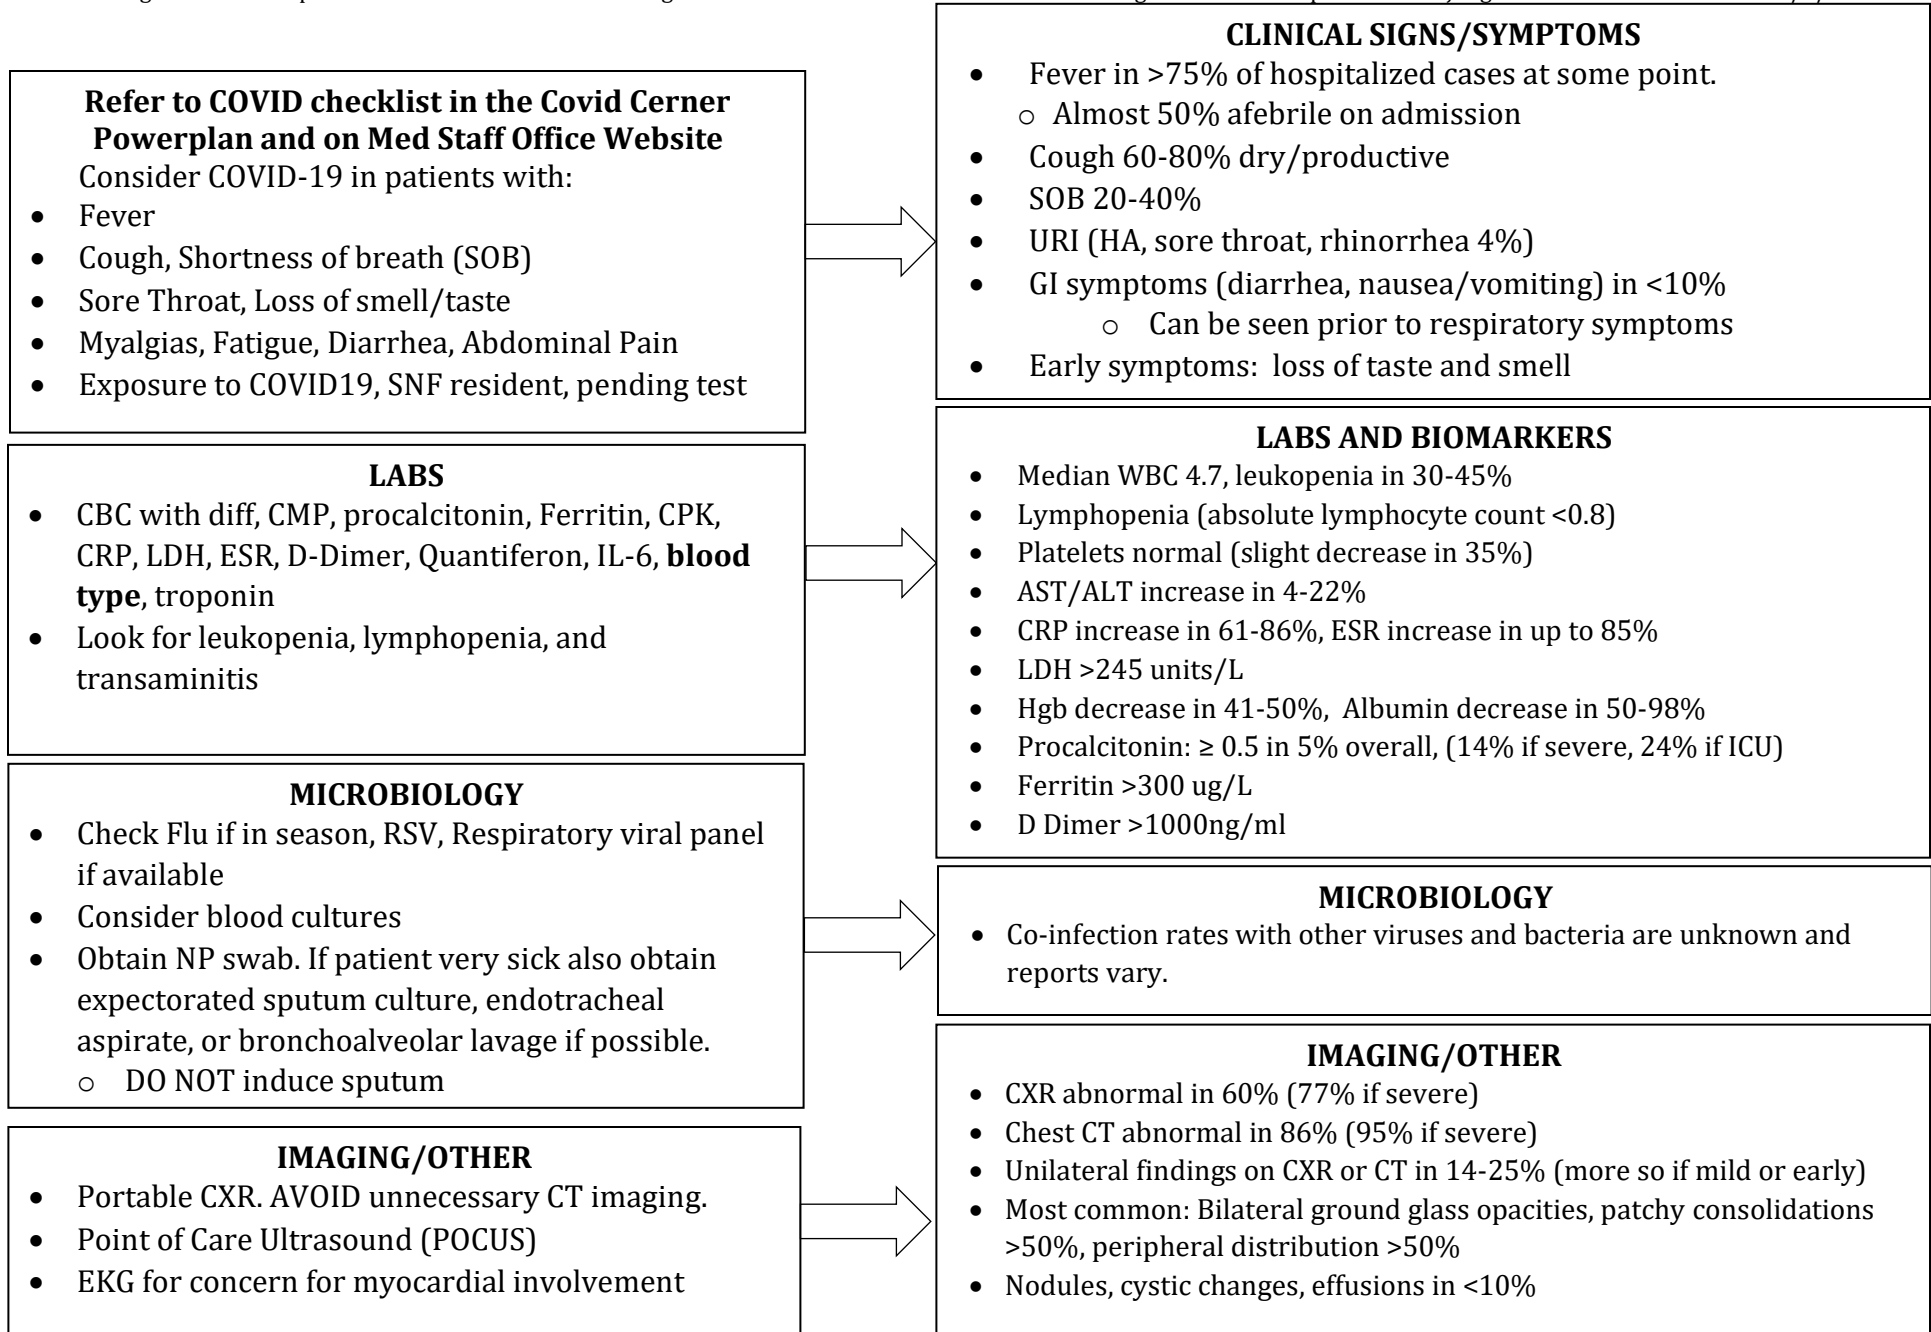 Refer to COVID checklist in the Covid Cerner
Powerplan and on Med Staff Office Website
Consider COVID-19 in patients with:
• Fever
• Cough, Shortness of breath (SOB)
• Sore Throat, Loss of smell/taste
• Myalgias, Fatigue, Diarrhea, Abdominal Pain
• Exposure to COVID19, SNF resident, pending test
CLINICAL SIGNS/SYMPTOMS
• Fever in >75% of hospitalized cases at some point.
o Almost 50% afebrile on admission
• Cough 60-80% dry/productive
• SOB 20-40%
• URI (HA, sore throat, rhinorrhea 4%)
• GI symptoms (diarrhea, nausea/vomiting) in <10%
o Can be seen prior to respiratory symptoms
• Early symptoms: loss of taste and smell
LABS
• CBC with diff, CMP, procalcitonin, Ferritin, CPK,
CRP, LDH, ESR, D-Dimer, Quantiferon, IL-6, blood
type, troponin
• Look for leukopenia, lymphopenia, and
transaminitis
LABS AND BIOMARKERS
• Median WBC 4.7, leukopenia in 30-45%
• Lymphopenia (absolute lymphocyte count <0.8)
• Platelets normal (slight decrease in 35%)
• AST/ALT increase in 4-22%
• CRP increase in 61-86%, ESR increase in up to 85%
• LDH >245 units/L
• Hgb decrease in 41-50%, Albumin decrease in 50-98%
• Procalcitonin: ≥ 0.5 in 5% overall, (14% if severe, 24% if ICU)
• Ferritin >300 ug/L
• D Dimer >1000ng/ml
MICROBIOLOGY
• Check Flu if in season, RSV, Respiratory viral panel
if available
• Consider blood cultures
• Obtain NP swab. If patient very sick also obtain
expectorated sputum culture, endotracheal
aspirate, or bronchoalveolar lavage if possible.
o DO NOT induce sputum
MICROBIOLOGY
• Co-infection rates with other viruses and bacteria are unknown and
reports vary.
IMAGING/OTHER
• Portable CXR. AVOID unnecessary CT imaging.
• Point of Care Ultrasound (POCUS)
• EKG for concern for myocardial involvement
IMAGING/OTHER
• CXR abnormal in 60% (77% if severe)
• Chest CT abnormal in 86% (95% if severe)
• Unilateral findings on CXR or CT in 14-25% (more so if mild or early)
• Most common: Bilateral ground glass opacities, patchy consolidations
>50%, peripheral distribution >50%
• Nodules, cystic changes, effusions in <10%